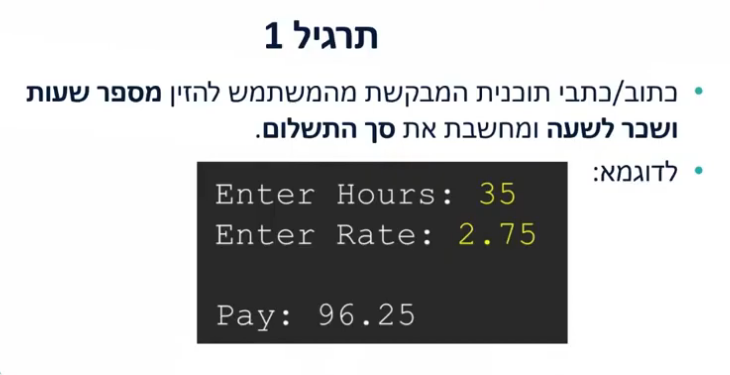 תרגיל 1
• כתוב/כתבי תוכנית המבקשת מהמשתמש להזין מספר שעות
ושכר לשעה ומחשבת את סך התשלום.
• לדוגמא:
Enter Hours: 35
Enter Rate: 2.75
Pay: 96.25